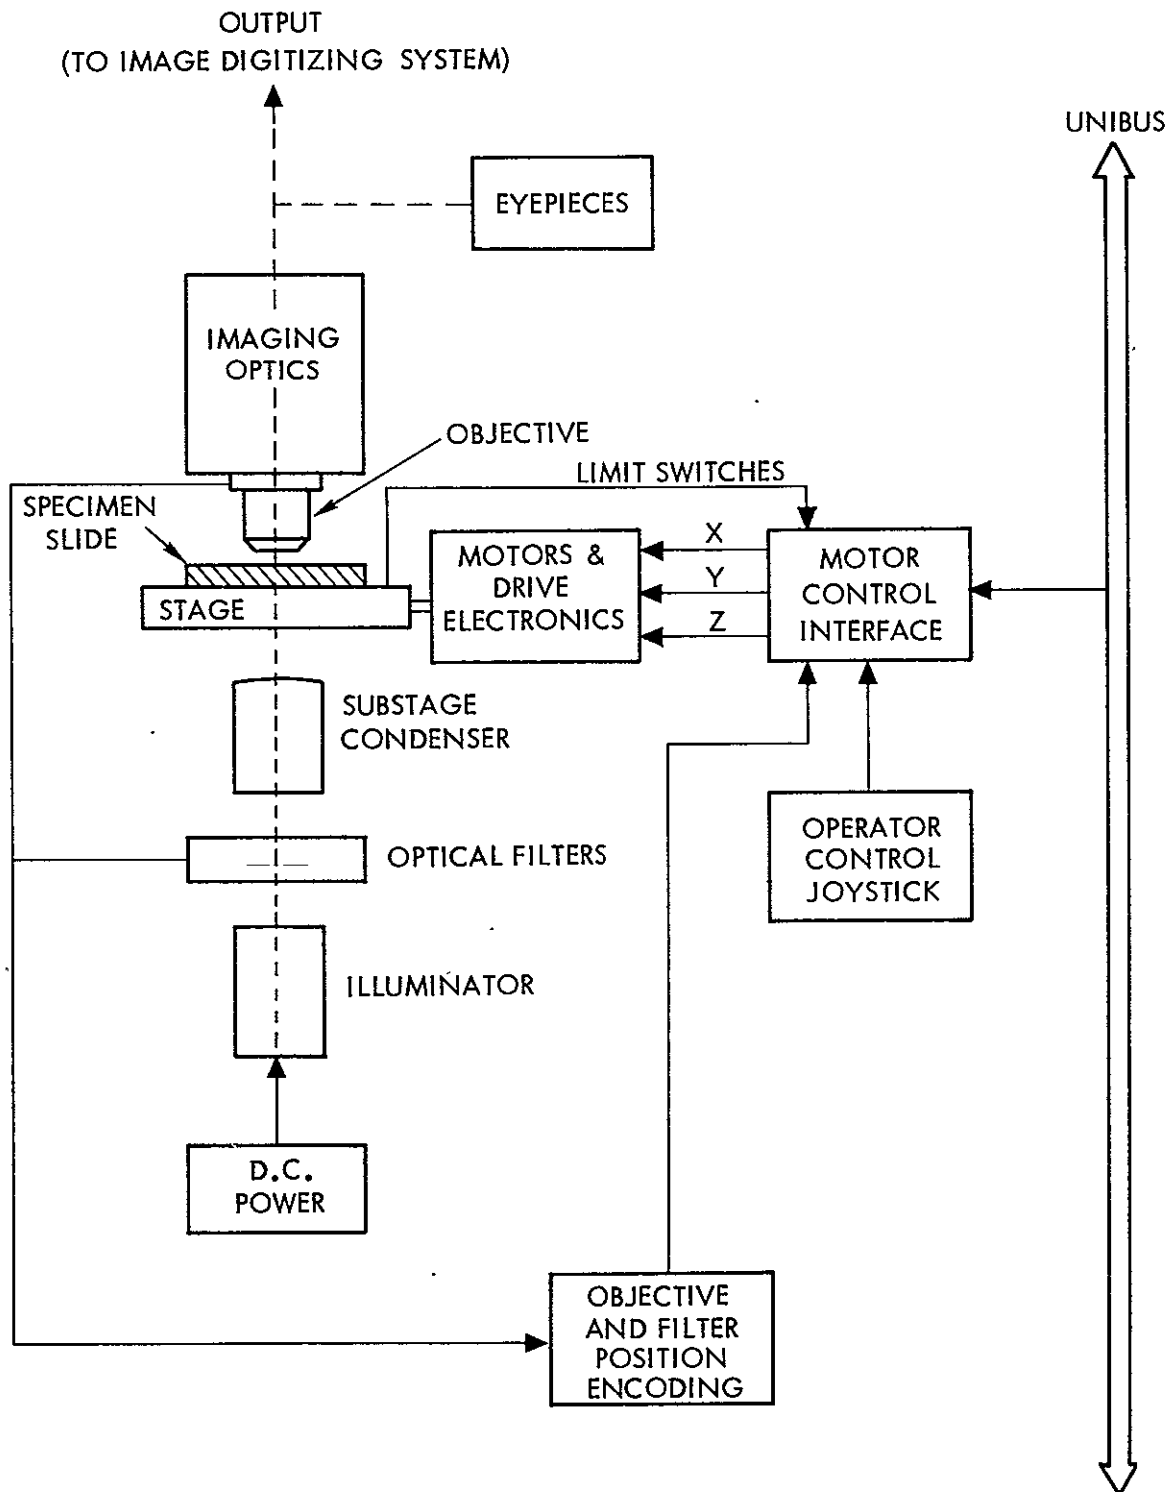 OUTPUT
(TO IMAGE DIGITIZING SYSTEM)
UNIBUS
EYEPIECES
IMAGING
OPTICS
OBJECTIVE
LIMIT SWITCHES
SPECIMEN
SLIDE
STAGE
MOTORS &
DRIVE
ELECTRONICS
X
Y
Z
MOTOR
CONTROL
INTERFACE
SUBSTAGE
CONDENSER
OPERATOR
CONTROL
JOYSTICK
OPTICAL FILTERS
ILLUMINATOR
D.C.
POWER
OBJECTIVE
AND FILTER
POSITION
ENCODING